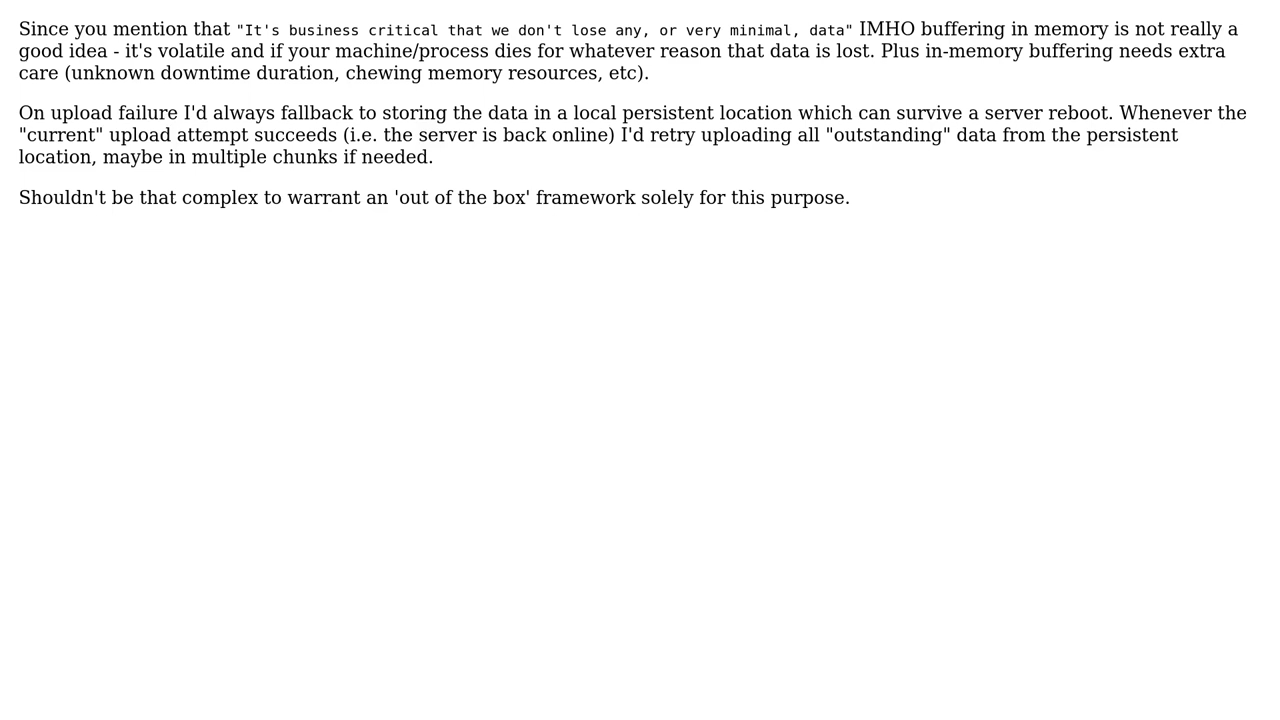 Since you mention that "It's business critical that we don't lose any, or very minimal, data" IMHO buffering in memory is not really a
good idea - it's volatile and if your machine/process dies for whatever reason that data is lost. Plus in-memory buffering needs extra
care (unknown downtime duration, chewing memory resources, etc).
On upload failure I'd always fallback to storing the data in a local persistent location which can survive a server reboot. Whenever the
"current" upload attempt succeeds (i.e. the server is back online) I'd retry uploading all "outstanding" data from the persistent
location, maybe in multiple chunks if needed.
Shouldn't be that complex to warrant an 'out of the box' framework solely for this purpose.